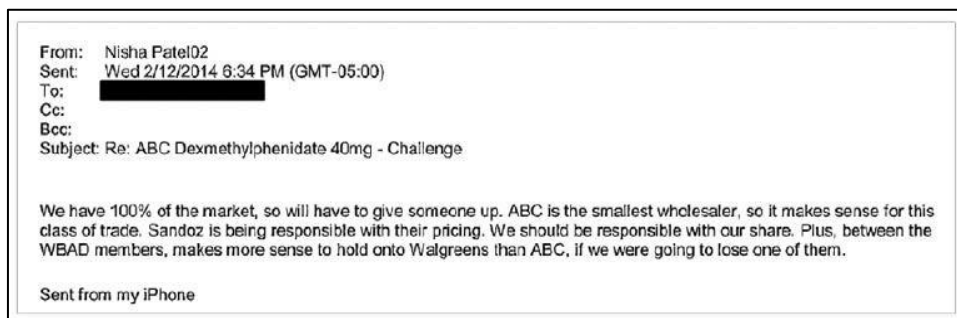 From: Nisha Patel02
Sent: Wed 2/12/2014 6:34 PM (GMT-05:00)
To:
Cc:
Bcc:
Subject: Re: ABC Dexmethylphenidate 40mg - Challenge
We have 100% of the market, so will have to give someone up. ABC is the smallest wholesaler, so it makes sense for this
class of trade. Sandoz is being responsible with their pricing. We should be responsible with our share. Plus, between the
WBAD members, makes more sense to hold onto Walgreens than ABC, if we were going to lose one of them.
Sent from my iPhone